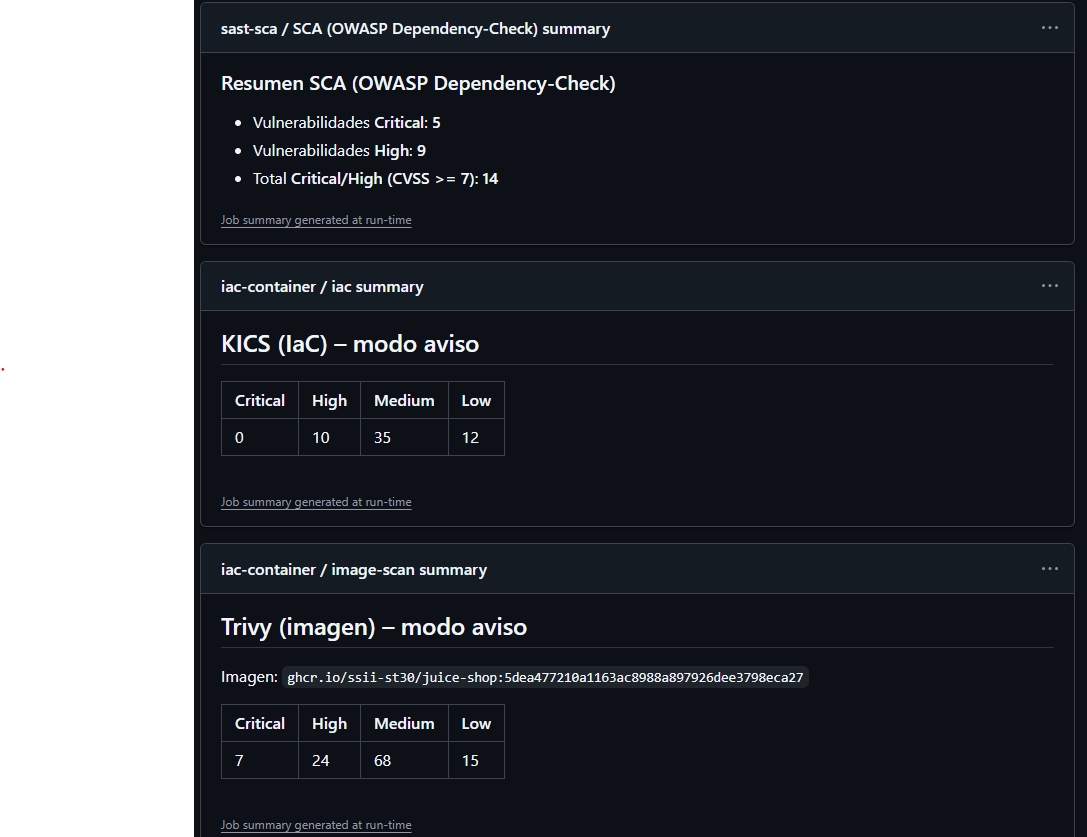 sast-sca / SCA (OWASP Dependency-Check) summary
Resumen SCA (OWASP Dependency-Check)
Vulnerabilidades Critical: 5
Vulnerabilidades High: 9
Total Critical/High (CVSS >= 7): 14
Job summary generated at run-time
iac-container / iac summary
KICS (IaC) – modo aviso
Critical High Medium Low
0 10 35 12
Job summary generated at run-time
iac-container / image-scan summary
Trivy (imagen) – modo aviso
Imagen: ghcr.io/ssii-st30/juice-shop:5dea477210a1163ac8988a897926dee3798eca27
Critical High Medium Low
7 24 68 15
Job summary generated at run-time